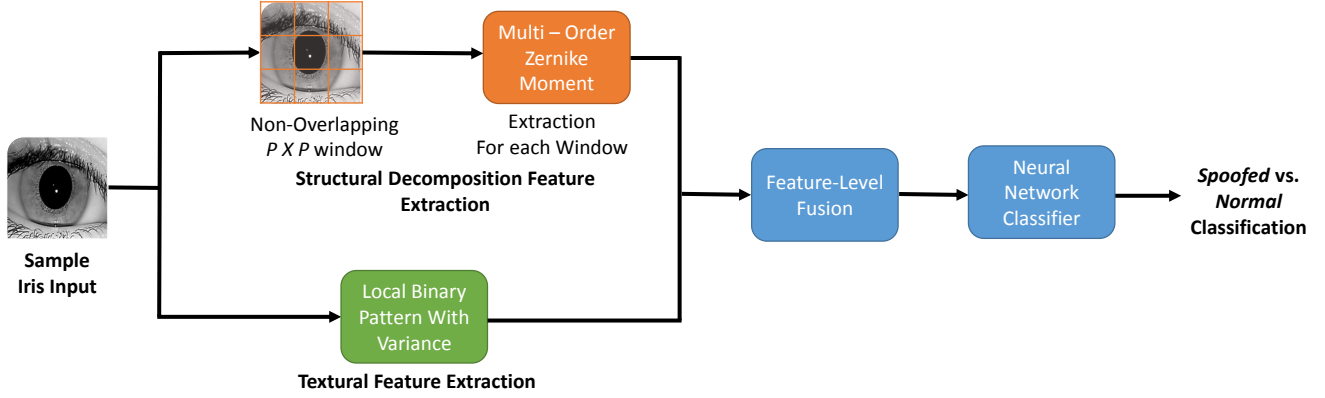 Sample
Iris Input
Non-Overlapping
P X P window
Multi – Order
Zernike
Moment
Extraction
For each Window
Structural Decomposition Feature
Extraction
Local Binary
Pattern With
Variance
Textural Feature Extraction
Feature-Level
Fusion
Neural
Network
Classifier
Spoofed vs.
Normal
Classification